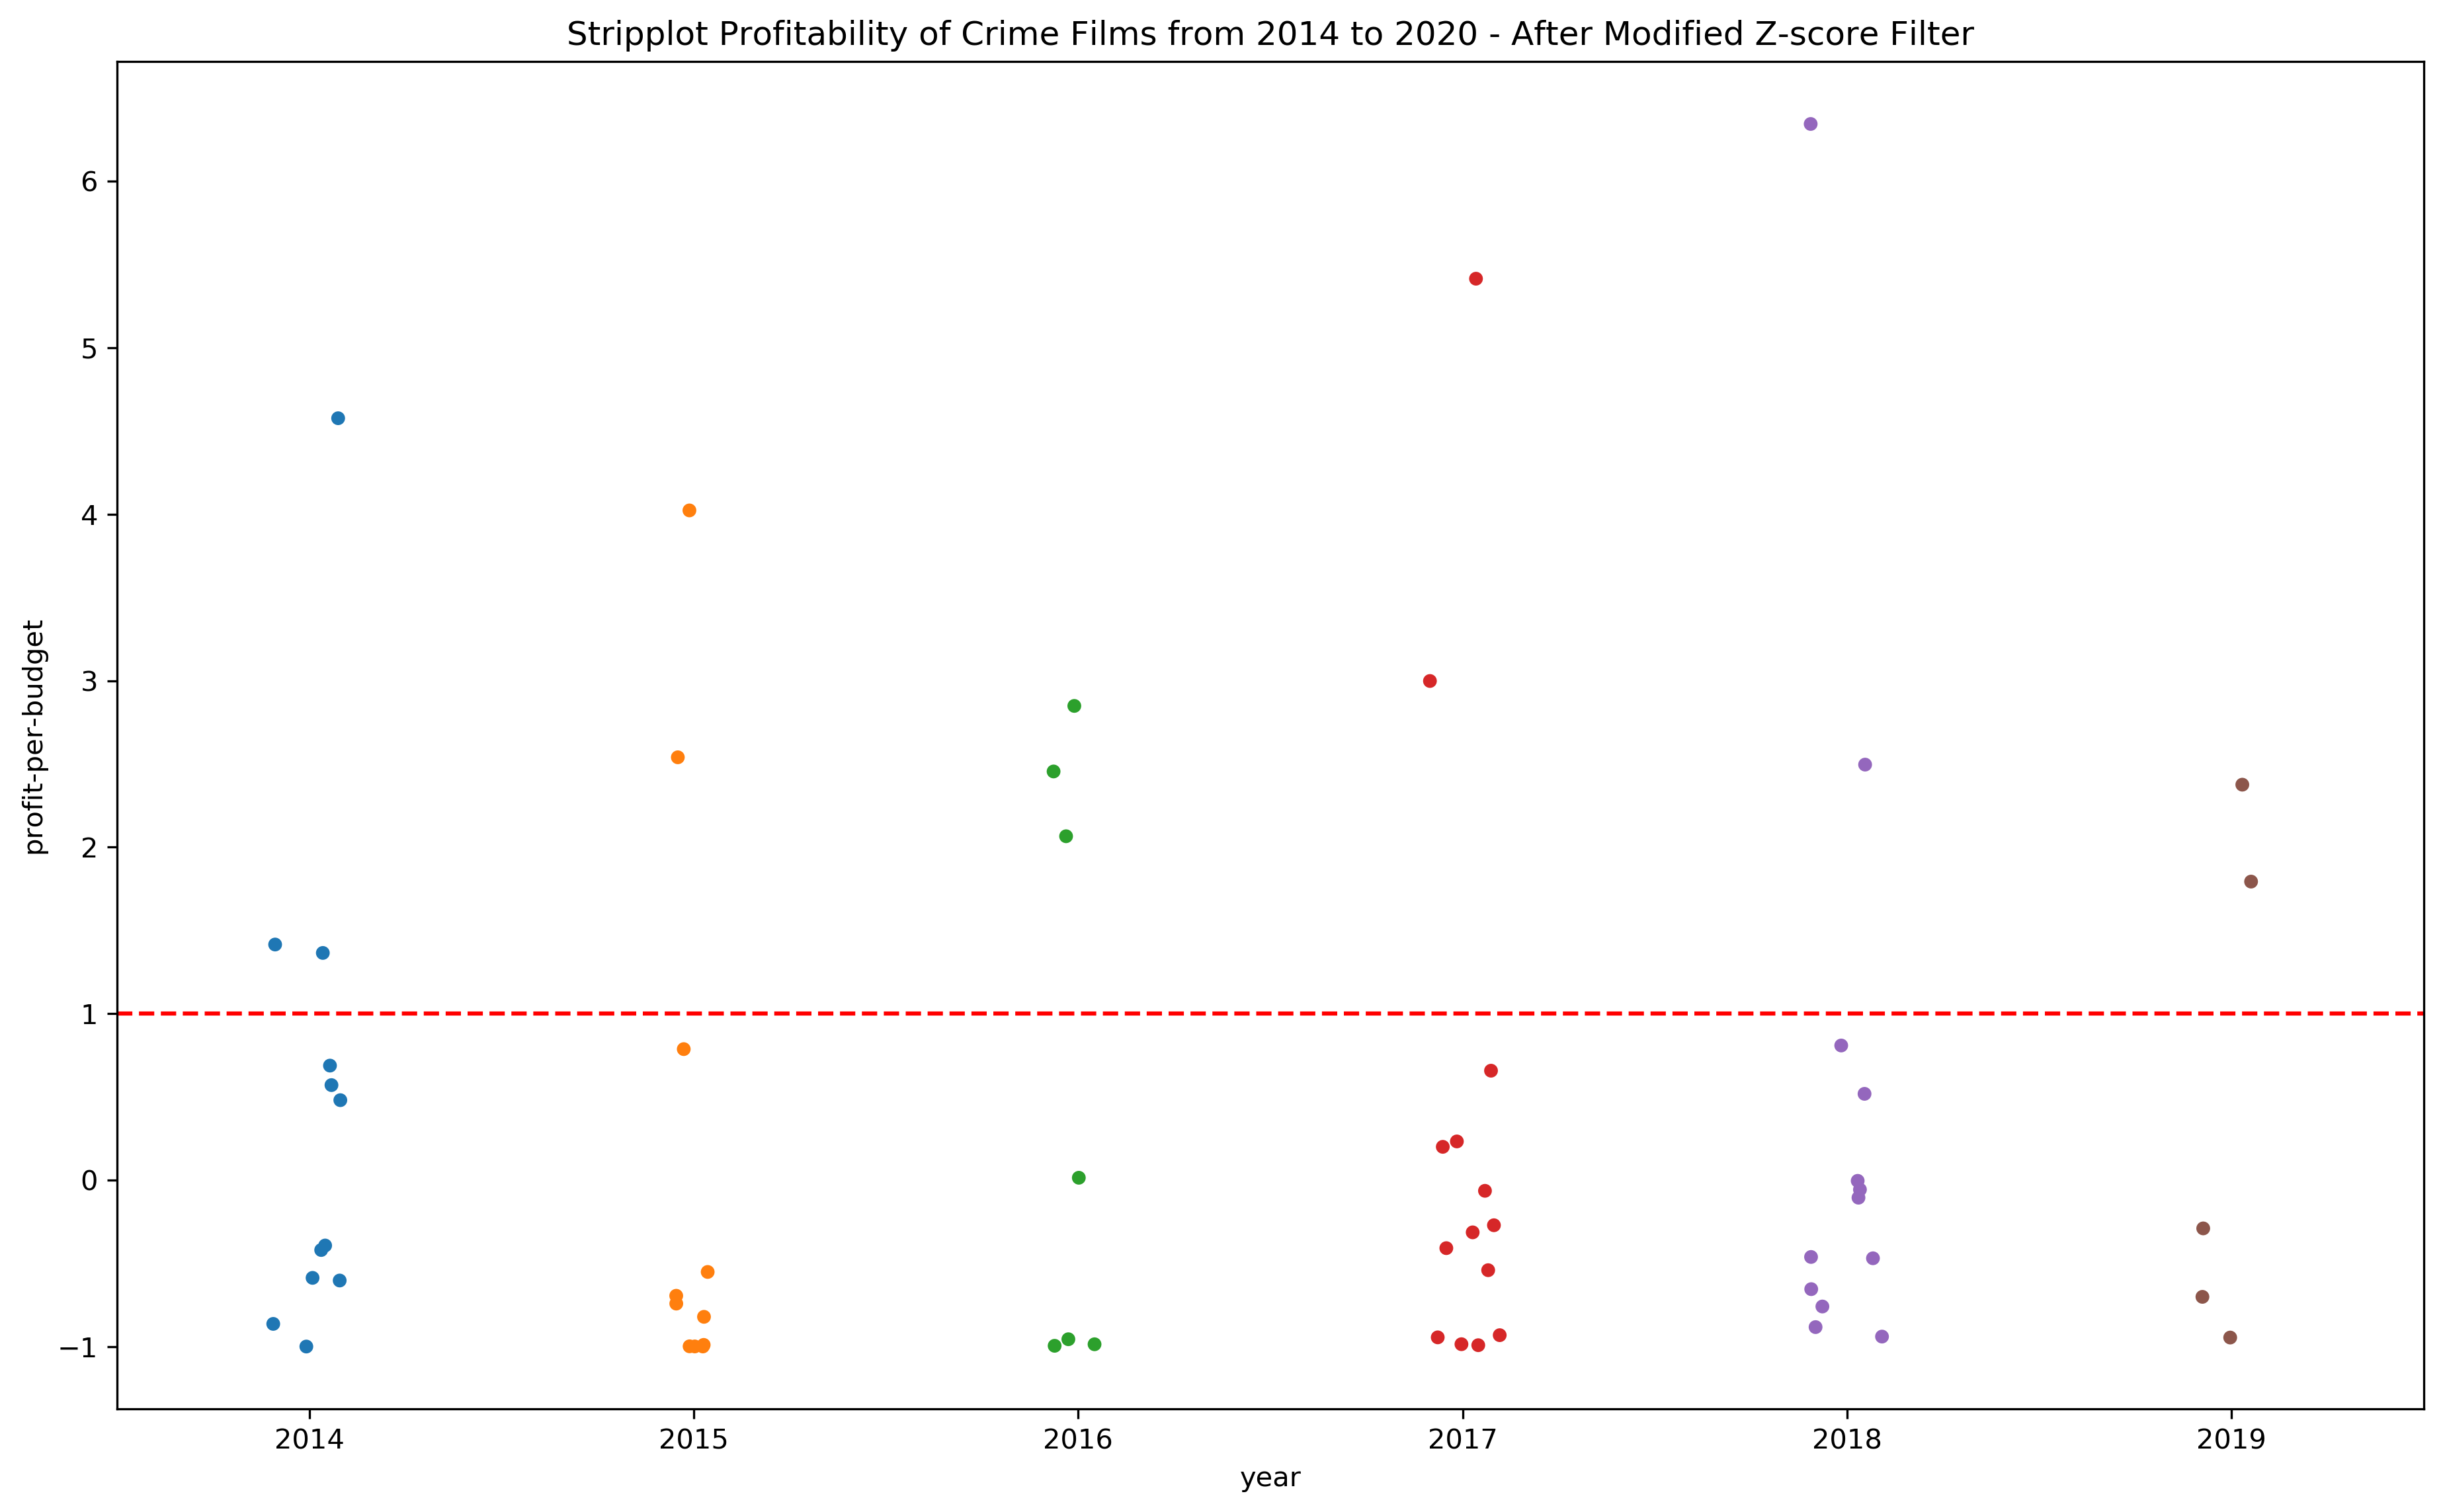 Stripplot Profitability of Crime Films from 2014 to 2020 - After Modified Z-score Filter
profit-per-budget
6
5
4
3
2
1
0
−1
2014 2015 2016 2017 2018 2019
year